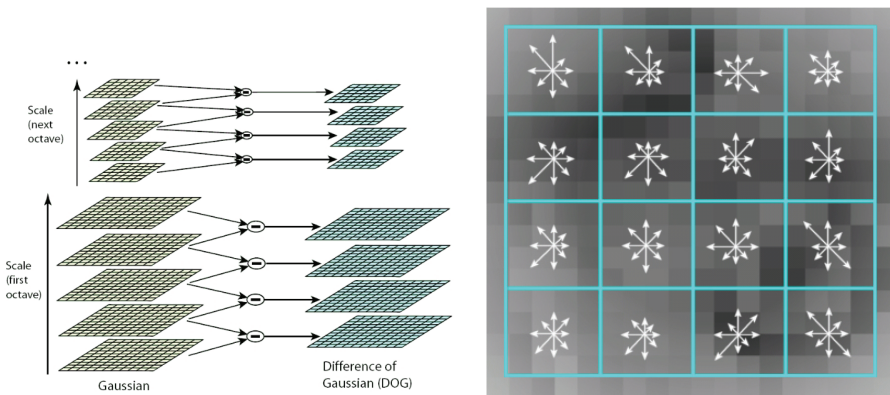 ...
Scale
(next
octave)
Scale
(first
octave)
Gaussian
Difference of
Gaussian (DOG)